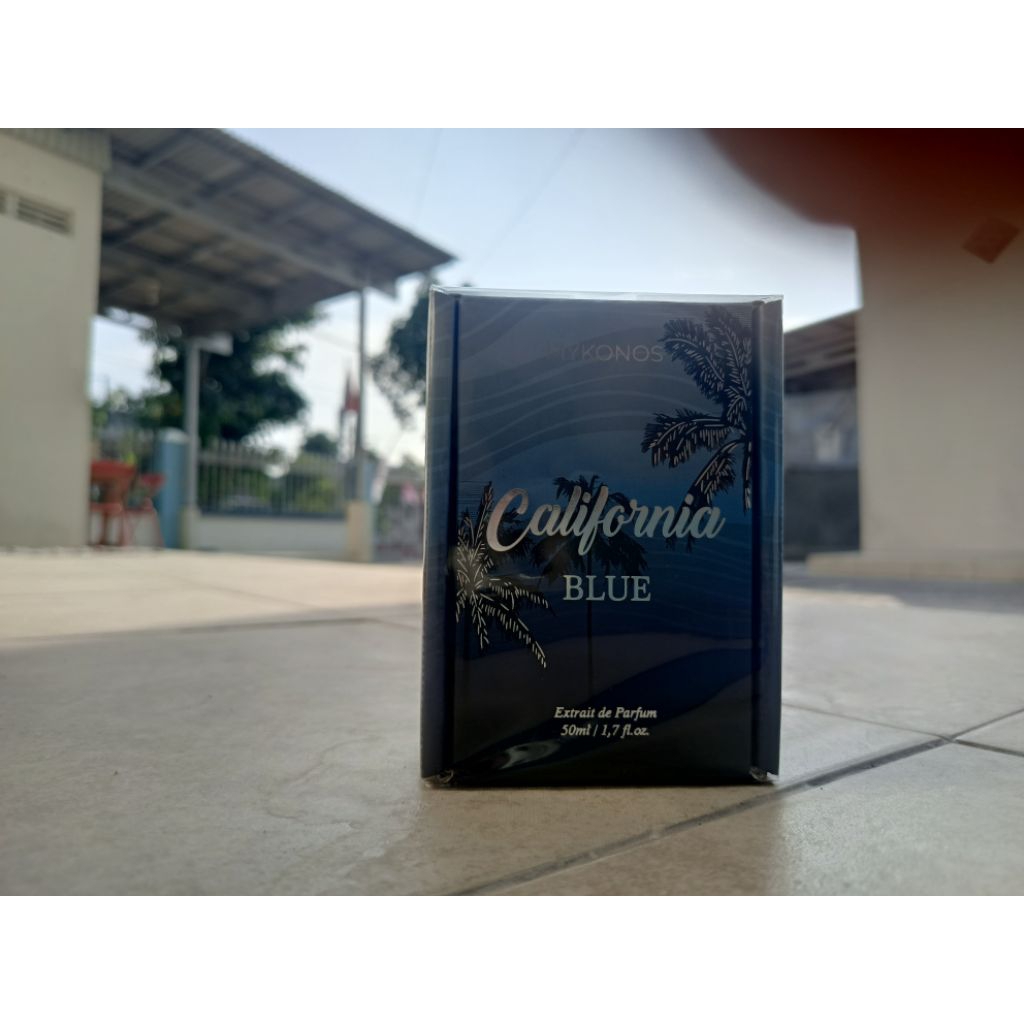 MYKONOS
California
BLUE
Extrait de Parfum
50ml / 1,7 fl.oz.